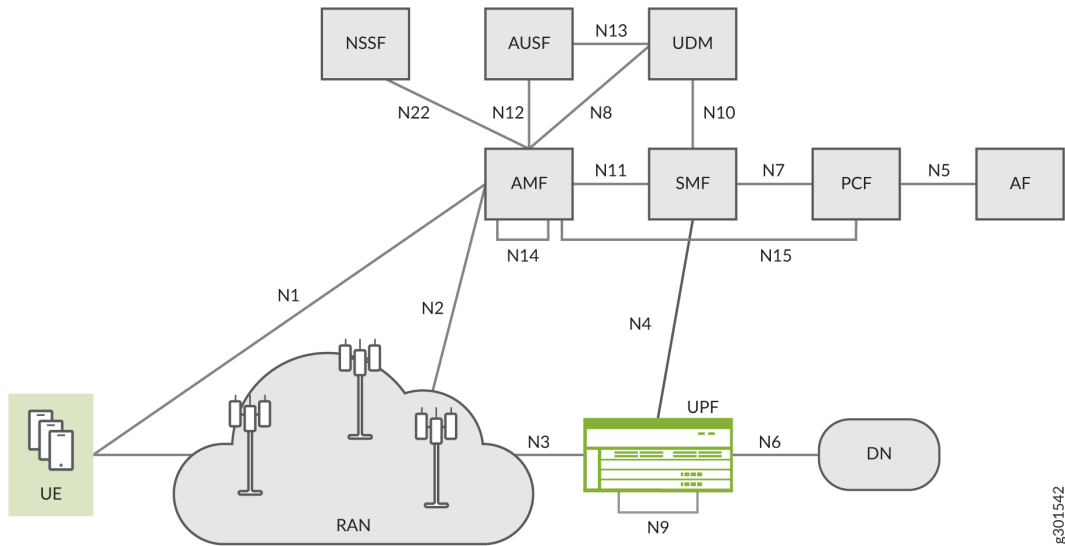 NSSF
AUSF
N13
UDM
N22
N12
N8
N10
AMF
N11
SMF
N7
PCF
N5
AF
N14
N15
N1
N2
N4
UPF
N3
N6
DN
UE
RAN
N9
g301542